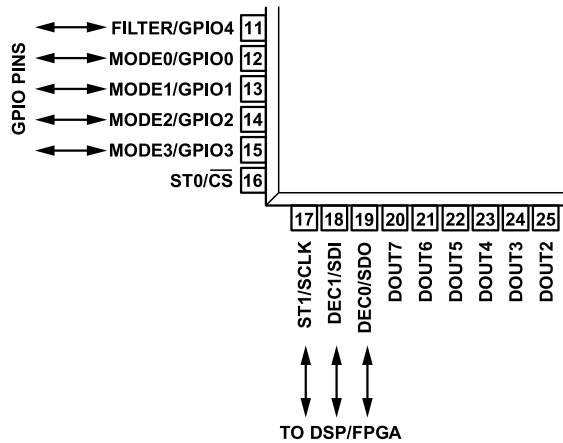 GPIO PINS
FILTER/GPIO4 11
MODE0/GPIO0 12
MODE1/GPIO1 13
MODE2/GPIO2 14
MODE3/GPIO3 15
ST0/C̅S̅ 16
17 18 19 20 21 22 23 24 25
ST1/SCLK
DEC1/SDI
DEC0/SDO
DOUT7
DOUT6
DOUT5
DOUT4
DOUT3
DOUT2
TO DSP/FPGA